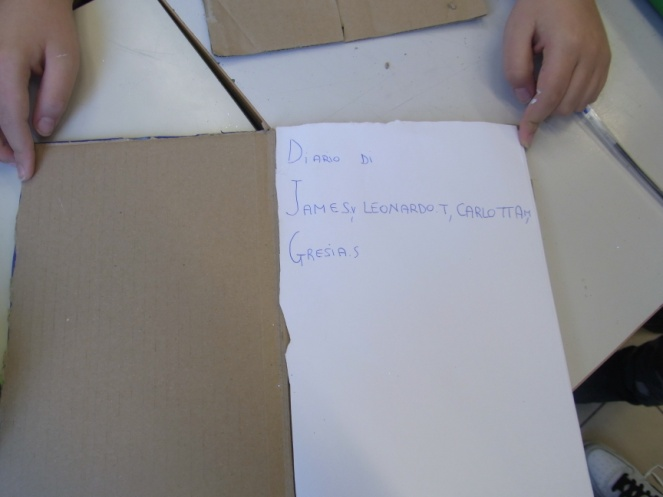 DIARIO DI
JAMES.V, LEONARDO.T, CARLOTTA.M,
GRESIA.S